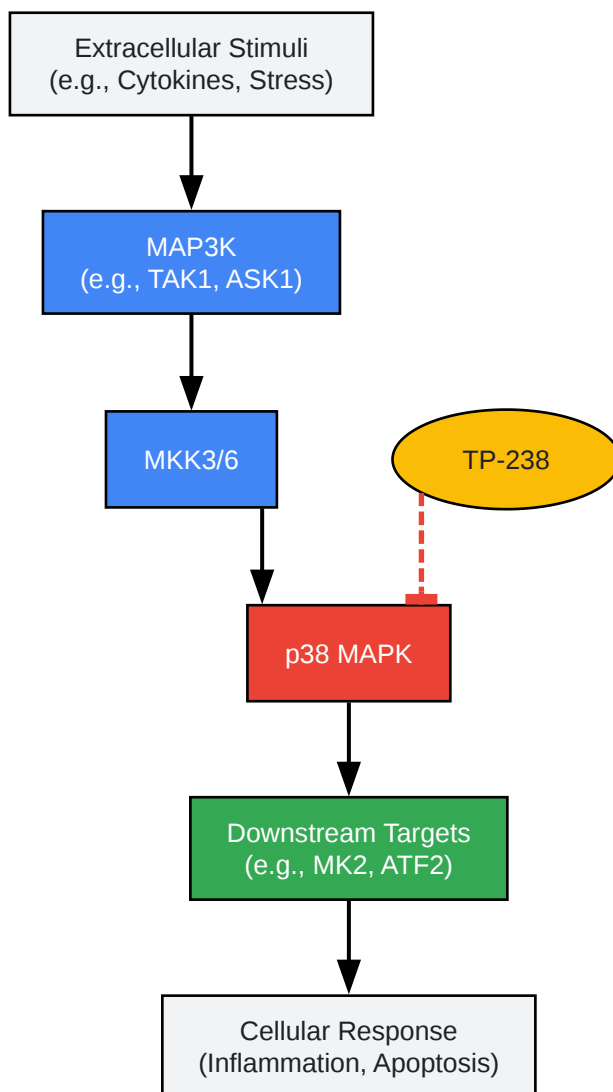 Extracellular Stimuli
(e.g., Cytokines, Stress)
MAP3K
(e.g., TAK1, ASK1)
MKK3/6
TP-238
p38 MAPK
Downstream Targets
(e.g., MK2, ATF2)
Cellular Response
(Inflammation, Apoptosis)